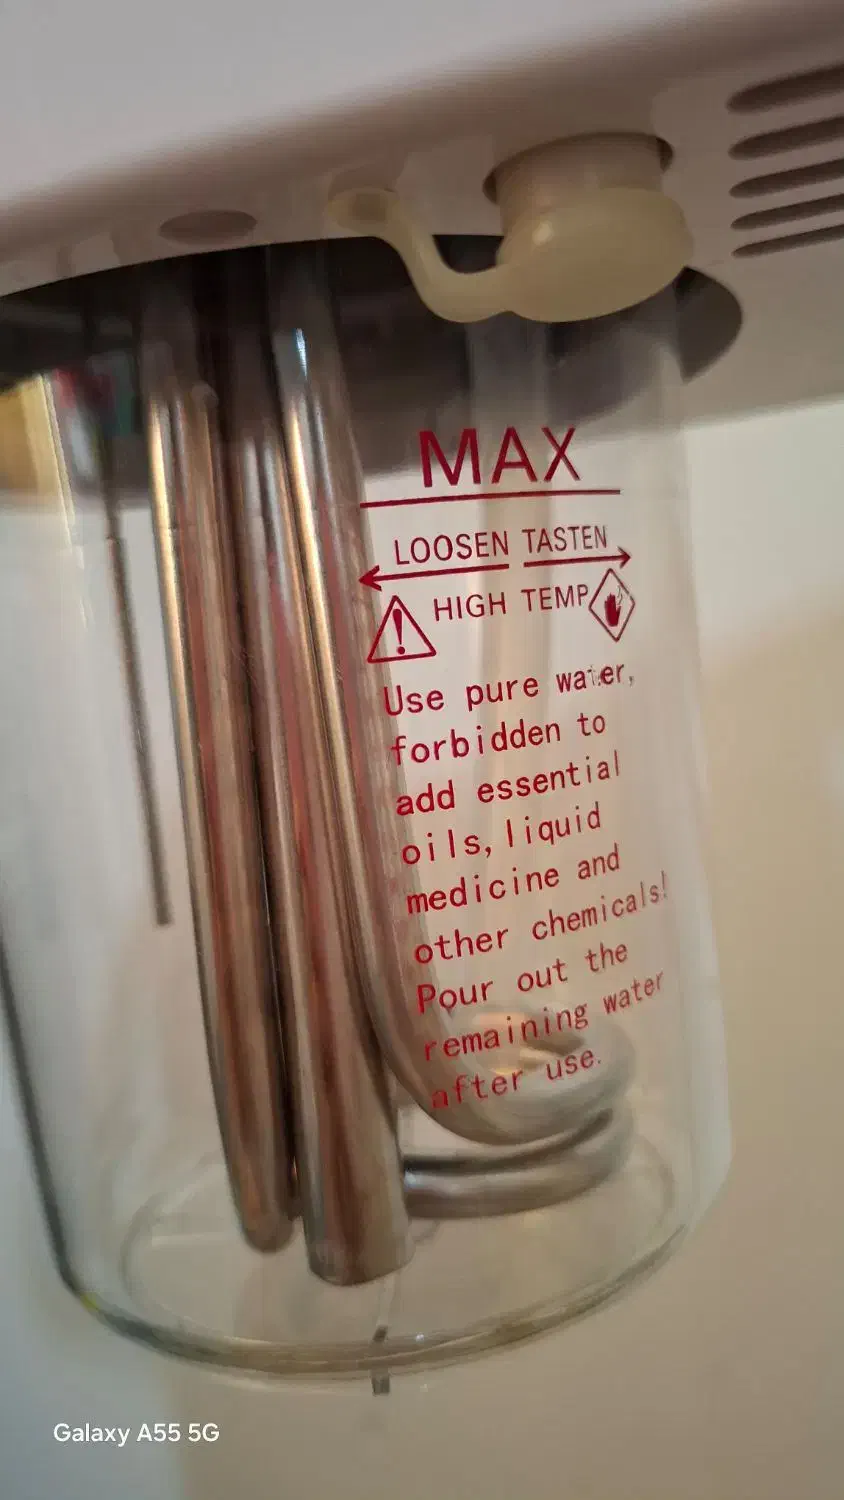 MAX
LOOSEN TASTEN
HIGH TEMP
Use pure water,
forbidden to
add essential
oils, liquid
medicine and
other chemicals!
Pour out the
remaining water
after use.
Galaxy A55 5G